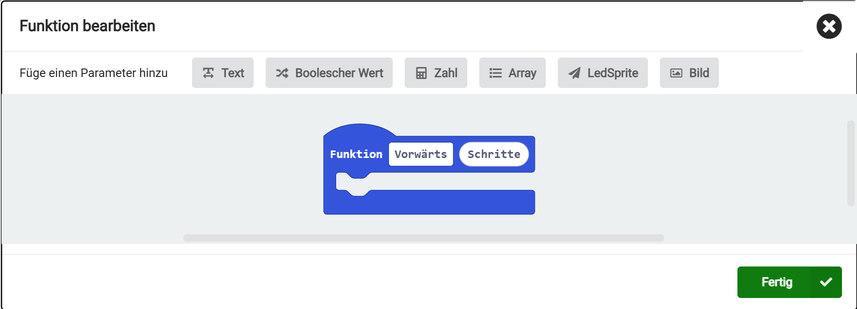 Funktion bearbeiten
Füge einen Parameter hinzu Text Boolescher Wert Zahl Array LedSprite Bild
Funktion Vorwärts Schritte
Fertig